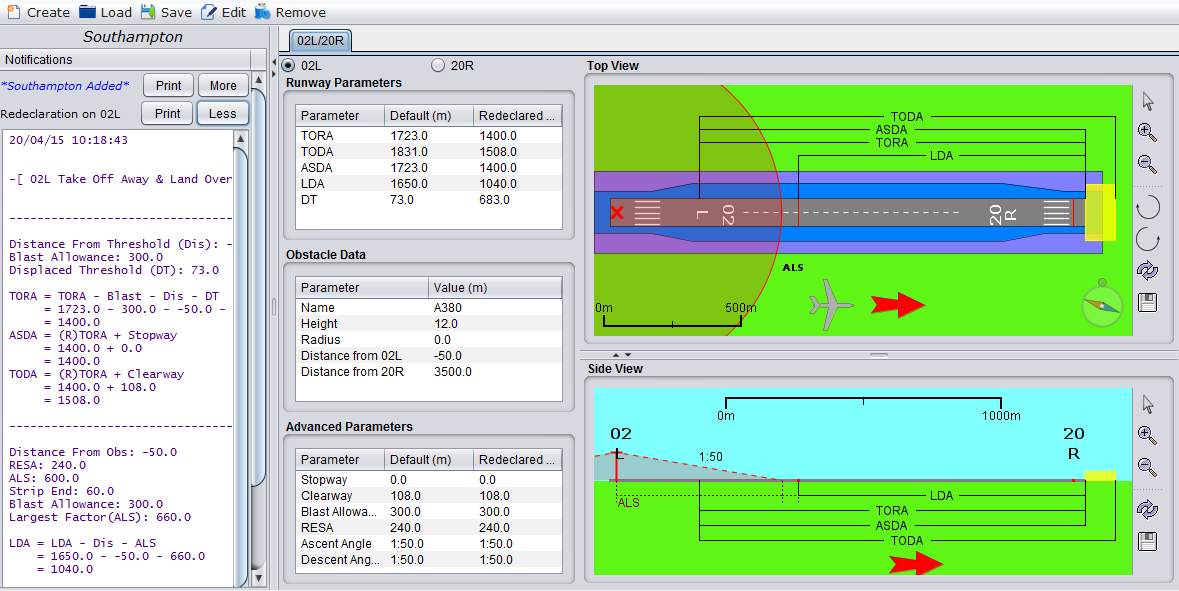 Create Load Save Edit Remove
Southampton
Notifications
*Southampton Added* Print More
Redeclaration on 02L Print Less
20/04/15 10:18:43
-[ 02L Take Off Away & Land Over
--------------------------------
Distance From Threshold (Dis): -
Blast Allowance: 300.0
Displaced Threshold (DT): 73.0
TORA = TORA - Blast - Dis - DT
= 1723.0 - 300.0 - -50.0 -
= 1400.0
ASDA = (R)TORA + Stopway
= 1400.0 + 0.0
= 1400.0
TODA = (R)TORA + Clearway
= 1400.0 + 108.0
= 1508.0
--------------------------------
Distance From Obs: -50.0
RESA: 240.0
ALS: 600.0
Strip End: 60.0
Blast Allowance: 300.0
Largest Factor(ALS): 660.0
LDA = LDA - Dis - ALS
= 1650.0 - -50.0 - 660.0
= 1040.0
02L/20R
02L 20R
Runway Parameters
Parameter Default (m) Redeclared ...
TORA 1723.0 1400.0
TODA 1831.0 1508.0
ASDA 1723.0 1400.0
LDA 1650.0 1040.0
DT 73.0 683.0
Obstacle Data
Parameter Value (m)
Name A380
Height 12.0
Radius 0.0
Distance from 02L -50.0
Distance from 20R 3500.0
Advanced Parameters
Parameter Default (m) Redeclared ...
Stopway 0.0 0.0
Clearway 108.0 108.0
Blast Allowa... 300.0 300.0
RESA 240.0 240.0
Ascent Angle 1:50.0 1:50.0
Descent Ang... 1:50.0 1:50.0
Top View
TODA
ASDA
TORA
LDA
L 02
20 R
ALS
0m 500m
Side View
0m 1000m
02
L
20
R
1:50
ALS
LDA
TORA
ASDA
TODA